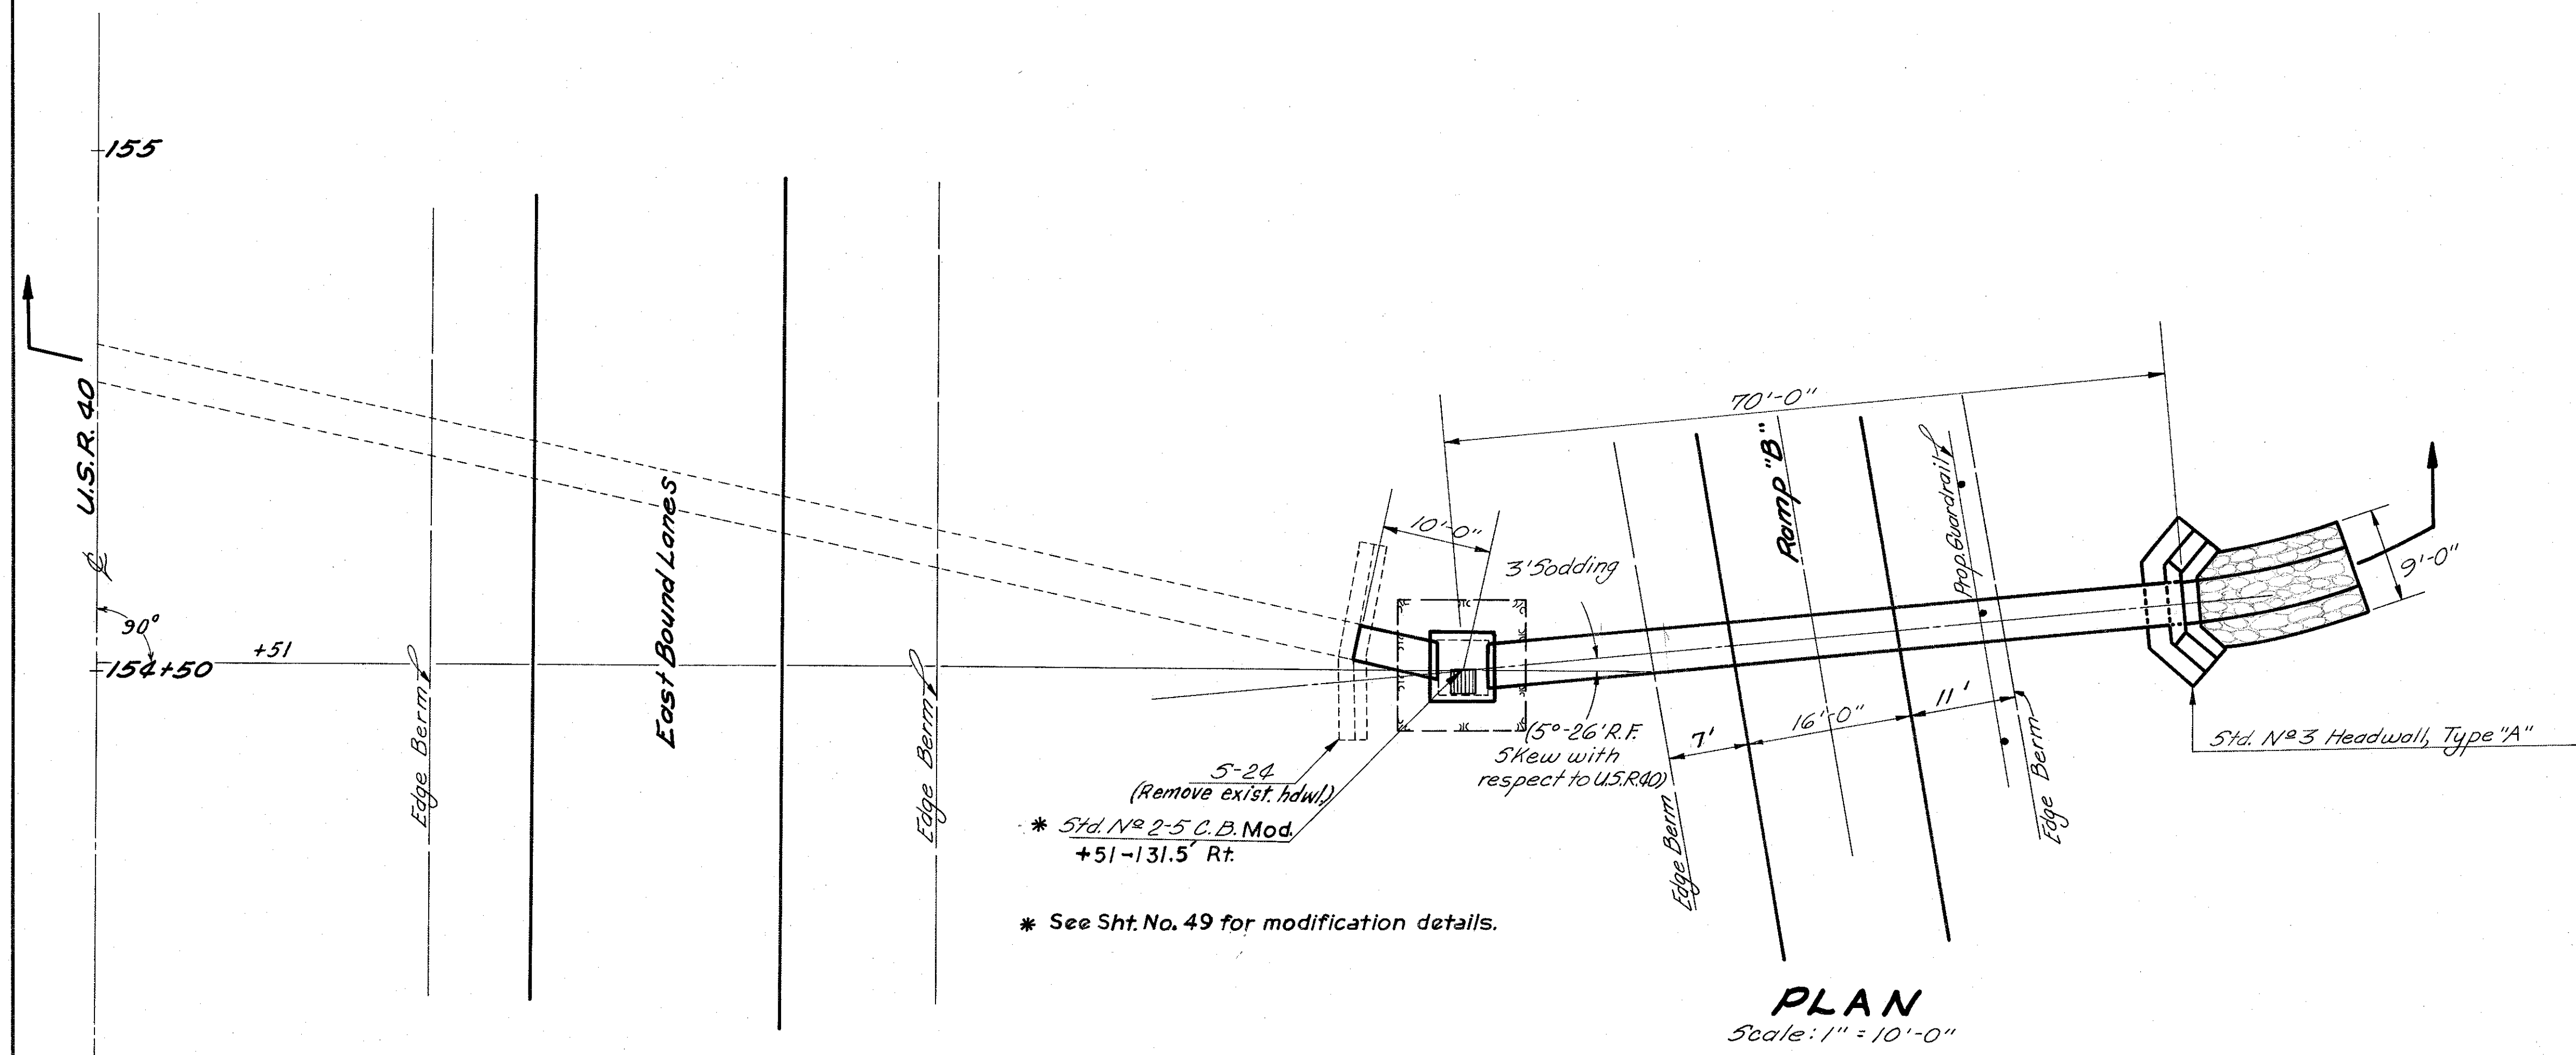 155
U.S.R. 40
℄
90°
+51
154+50
Edge Berm
East Bound Lanes
Edge Berm
10'-0"
3' Sodding
70'-0"
Ramp "B"
Prop. Guardrail
9'-0"
7'
16'-0"
11'
(5°-26' R.F.
Skew with
respect to U.S.R.40)
Edge Berm
Edge Berm
Std. Nº 3 Headwall, Type "A"
S-24
(Remove exist. hdwl.)
* Std. Nº 2-5 C.B. Mod.
+51-131.5' Rt.
* See Sht. No. 49 for modification details.
PLAN
Scale: 1" = 10'-0"